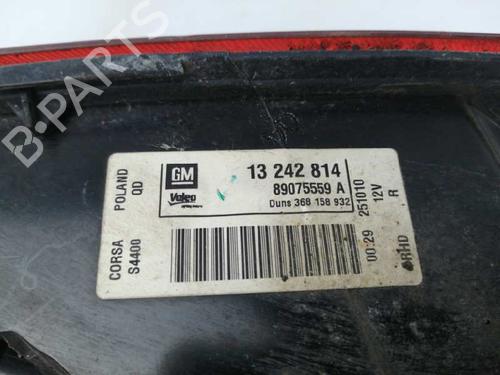 B-PARTS
CORSA POLAND
S4400 QD
GM
Valeo
13 242 814
89075559 A
Duns 368 158 932
00:29 251010
12V
RHD R